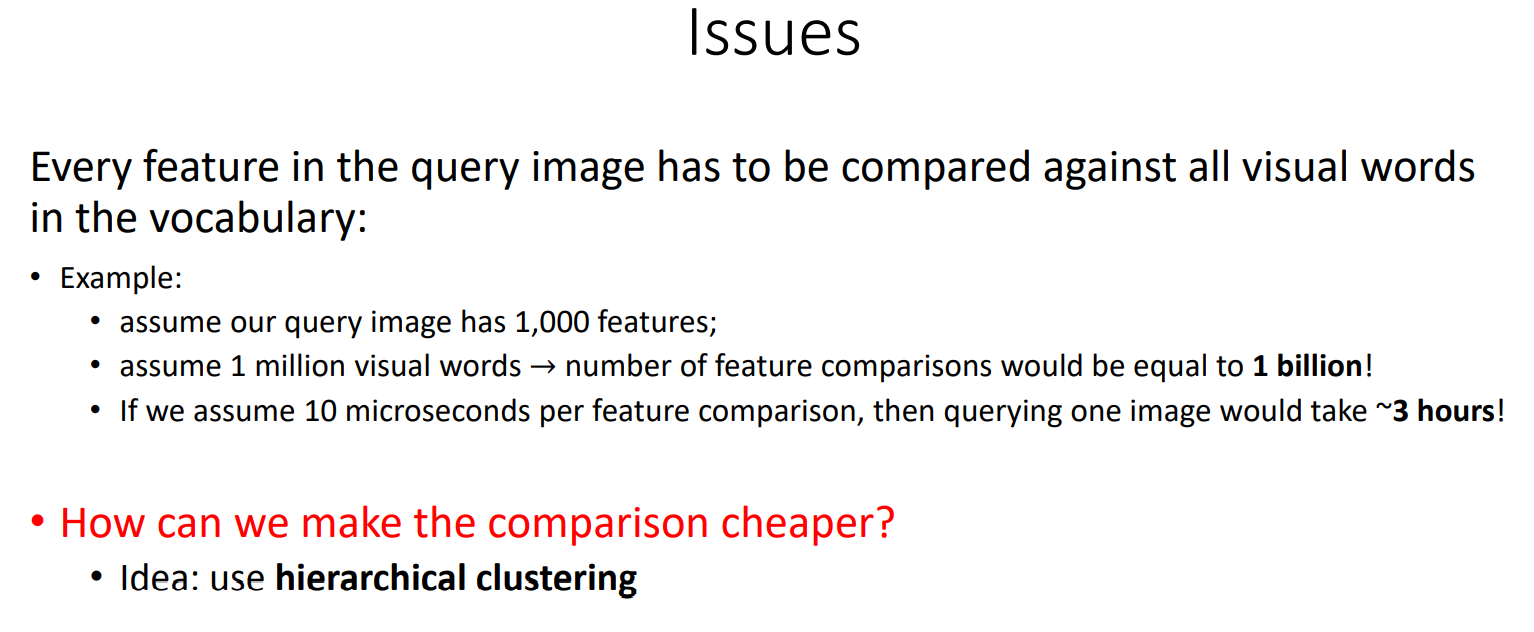 Issues
Every feature in the query image has to be compared against all visual words
in the vocabulary:
• Example:
• assume our query image has 1,000 features;
• assume 1 million visual words → number of feature comparisons would be equal to 1 billion!
• If we assume 10 microseconds per feature comparison, then querying one image would take ~3 hours!
• How can we make the comparison cheaper?
• Idea: use hierarchical clustering